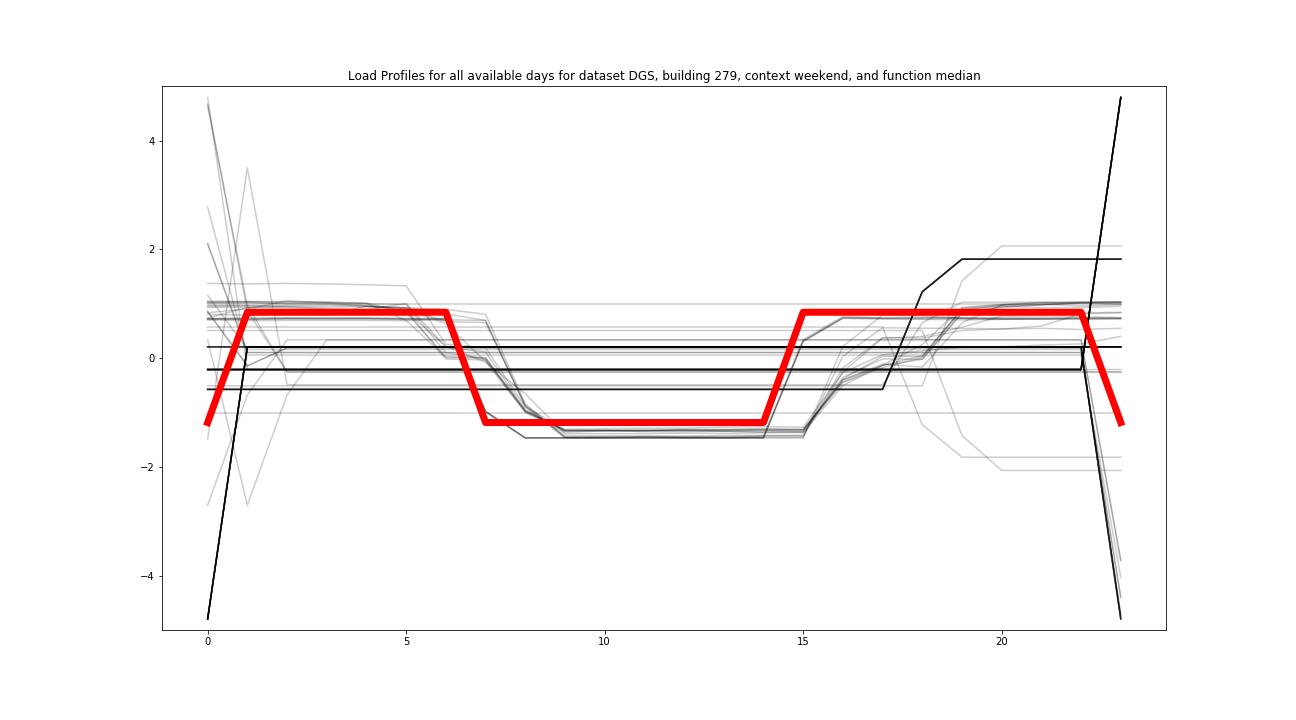 Load Profiles for all available days for dataset DGS, building 279, context weekend, and function median
4
2
0
−2
−4
0 5 10 15 20